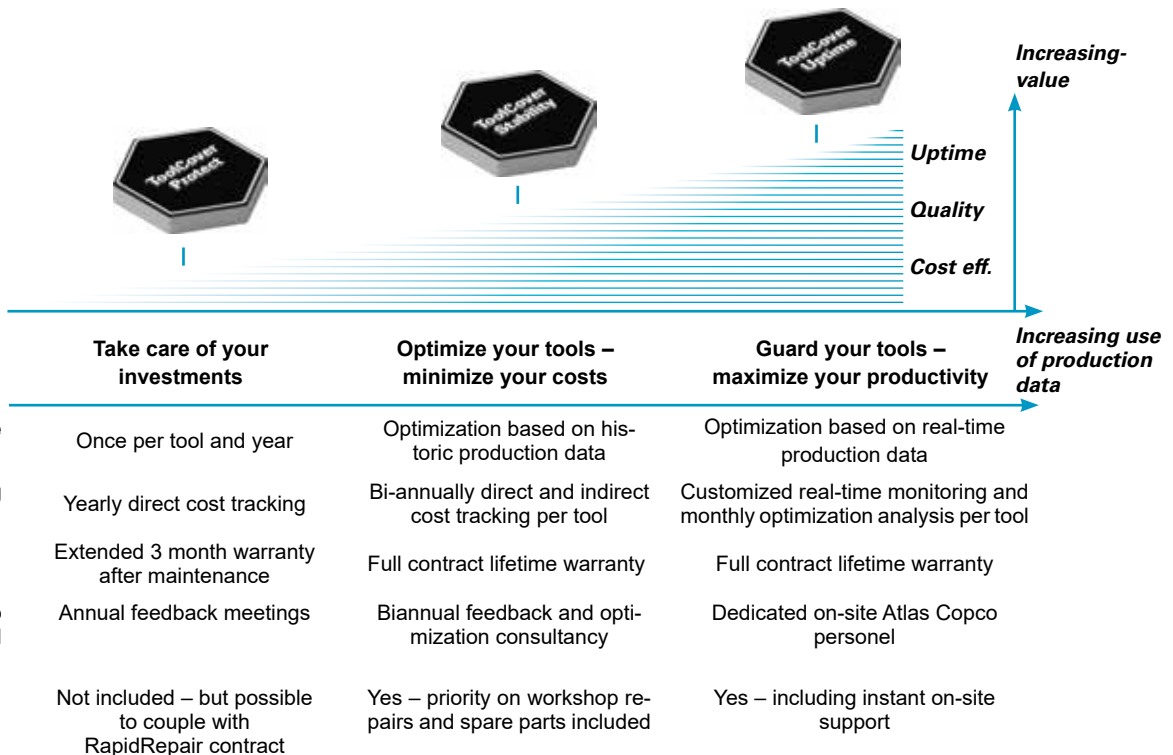 ToolCover
Uptime
ToolCover
Stability
ToolCover
Protect
Increasing-
value
Uptime
Quality
Cost eff.
Take care of your
investments
Optimize your tools –
minimize your costs
Guard your tools –
maximize your productivity
Increasing use
of production
data
Once per tool and year
Optimization based on his-
toric production data
Optimization based on real-time
production data
Yearly direct cost tracking
Bi-annually direct and indirect
cost tracking per tool
Customized real-time monitoring and
monthly optimization analysis per tool
Extended 3 month warranty
after maintenance
Full contract lifetime warranty
Full contract lifetime warranty
Annual feedback meetings
Biannual feedback and opti-
mization consultancy
Dedicated on-site Atlas Copco
personel
Not included – but possible
to couple with
RapidRepair contract
Yes – priority on workshop re-
pairs and spare parts included
Yes – including instant on-site
support